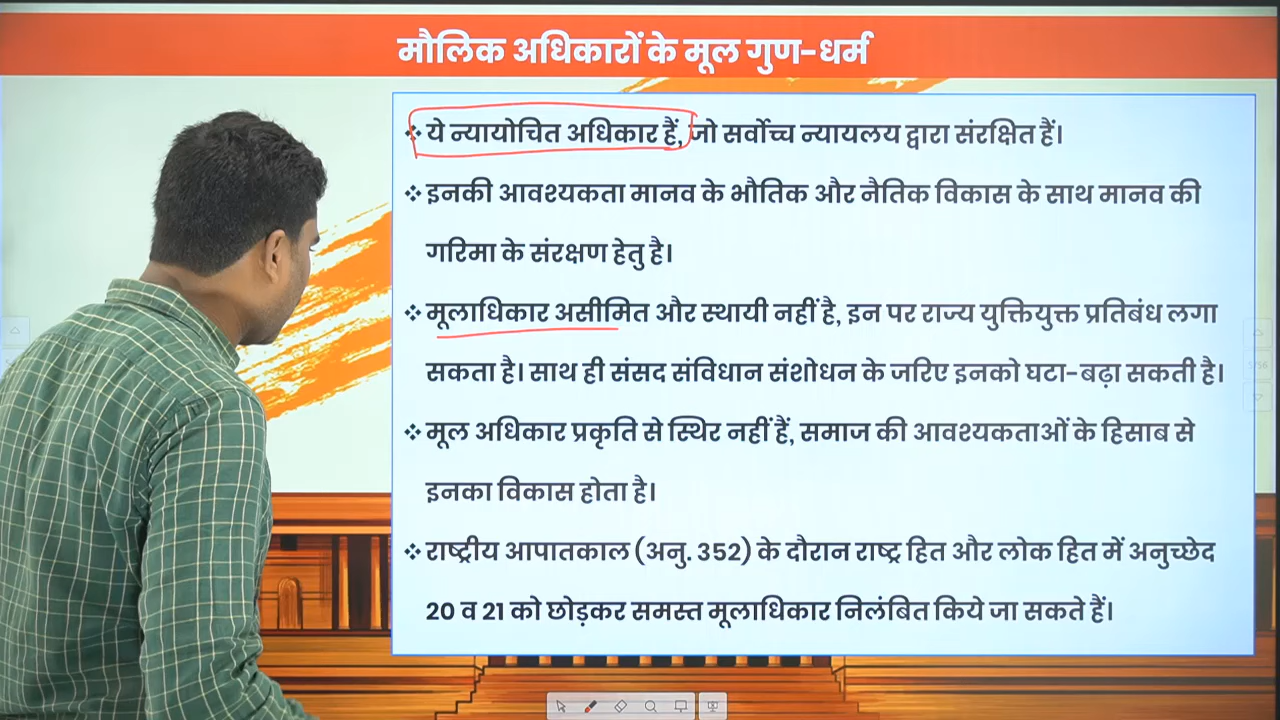 मौलिक अधिकारों के मूल गुण-धर्म
❖ ये न्यायोचित अधिकार हैं, जो सर्वोच्च न्यायलय द्वारा संरक्षित हैं।
❖ इनकी आवश्यकता मानव के भौतिक और नैतिक विकास के साथ मानव की
गरिमा के संरक्षण हेतु है।
❖ मूलाधिकार असीमित और स्थायी नहीं है, इन पर राज्य युक्तियुक्त प्रतिबंध लगा
सकता है। साथ ही संसद संविधान संशोधन के जरिए इनको घटा-बढ़ा सकती है।
❖ मूल अधिकार प्रकृति से स्थिर नहीं हैं, समाज की आवश्यकताओं के हिसाब से
इनका विकास होता है।
❖ राष्ट्रीय आपातकाल (अनु. 352) के दौरान राष्ट्र हित और लोक हित में अनुच्छेद
20 व 21 को छोड़कर समस्त मूलाधिकार निलंबित किये जा सकते हैं।